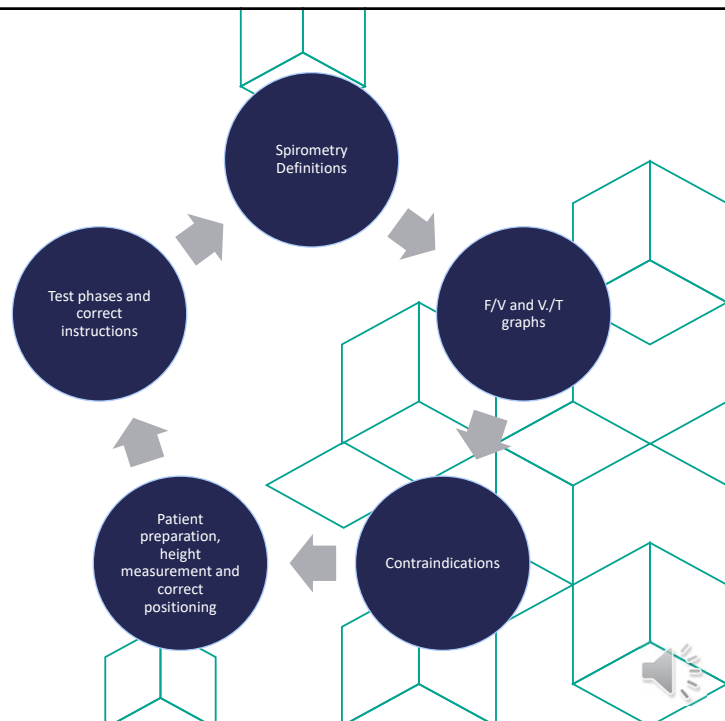 Spirometry
Definitions
F/V and V./T
graphs
Contraindications
Patient
preparation,
height
measurement and
correct
positioning
Test phases and
correct
instructions